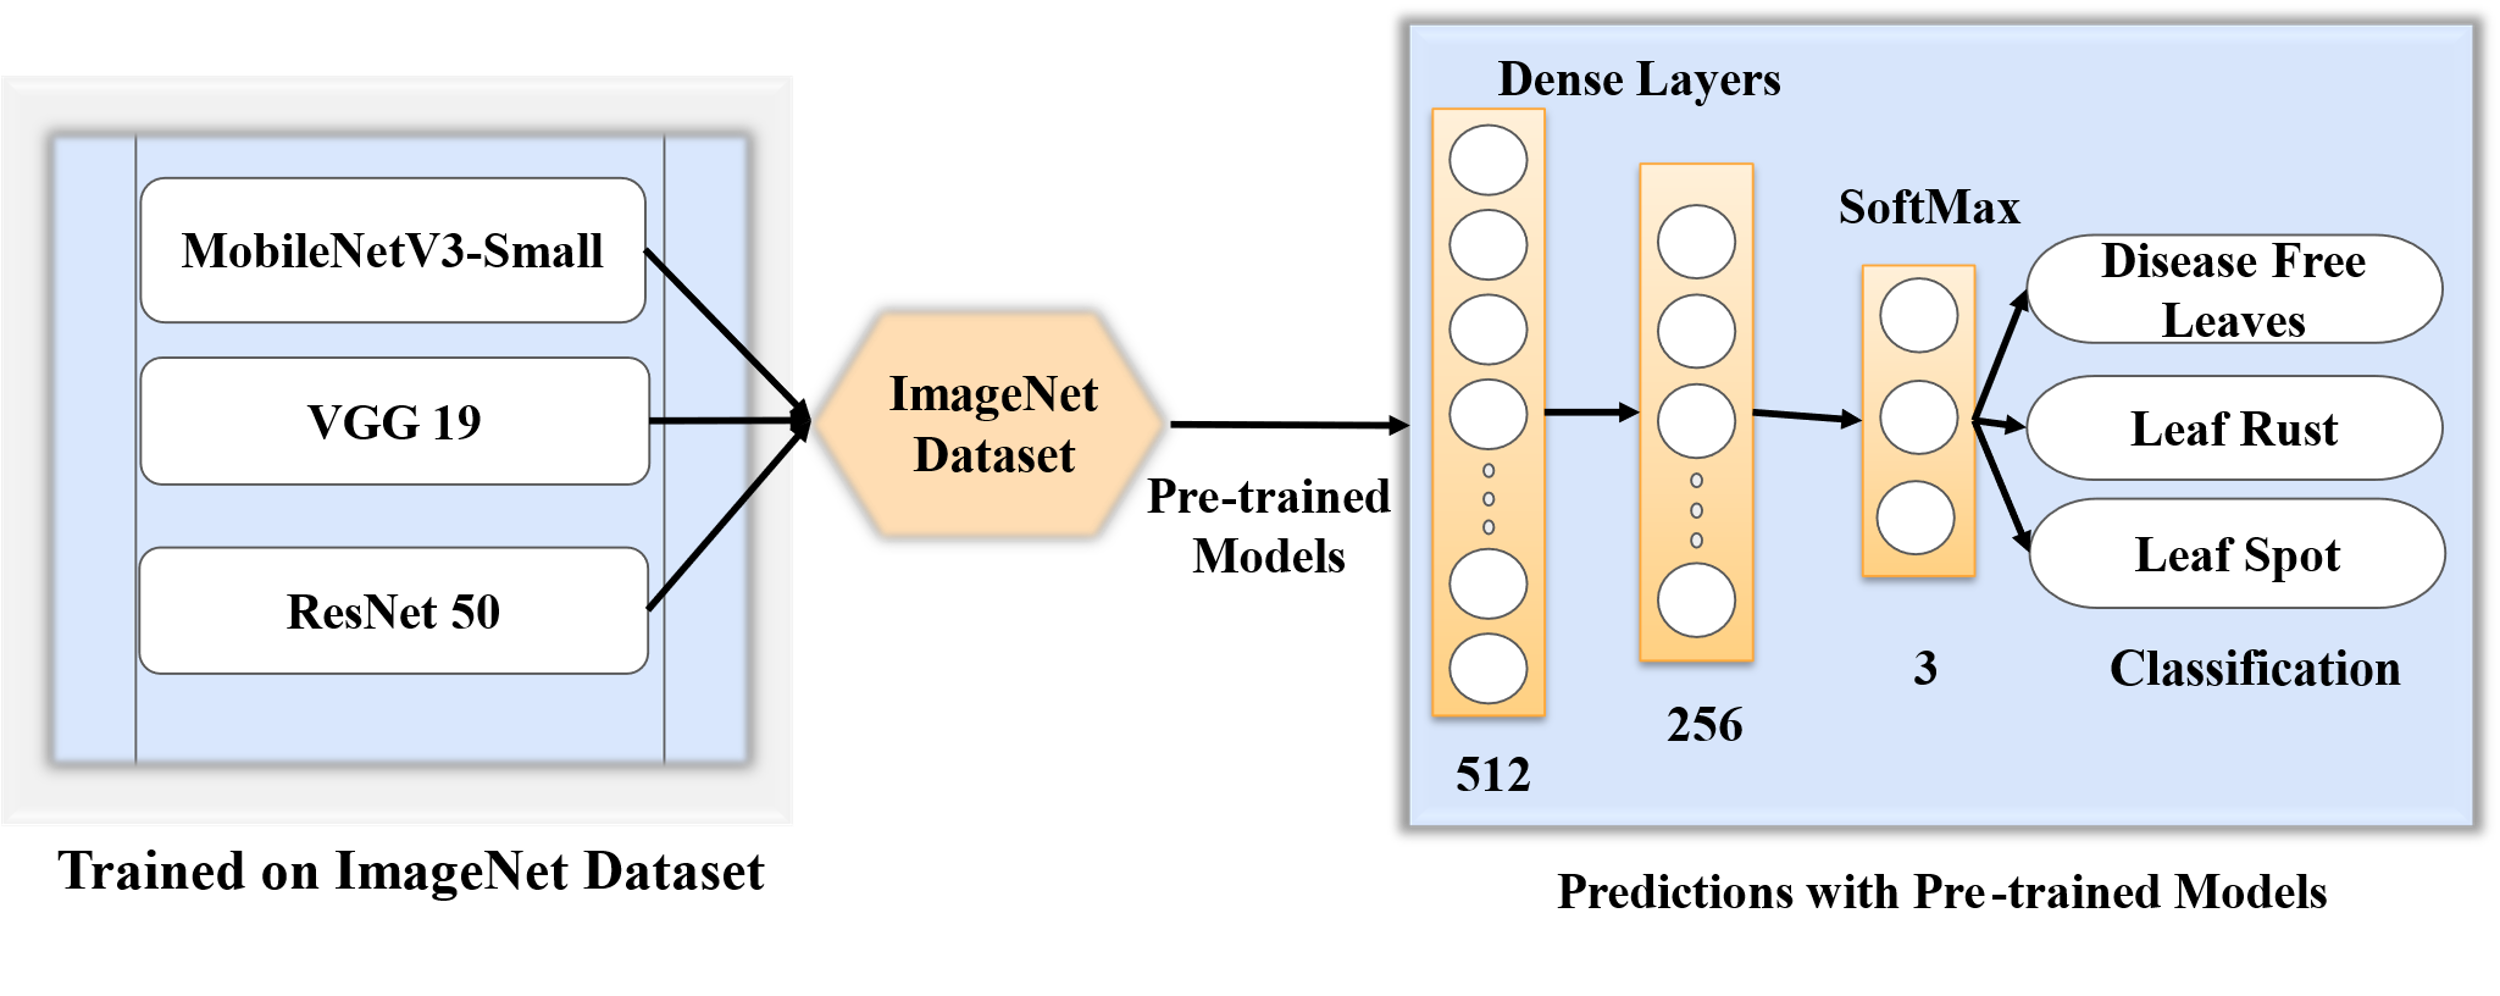 MobileNetV3-Small
VGG 19
ResNet 50
Trained on ImageNet Dataset
ImageNet
Dataset
Pre-trained
Models
Dense Layers
512
256
SoftMax
3
Disease Free
Leaves
Leaf Rust
Leaf Spot
Classification
Predictions with Pre-trained Models